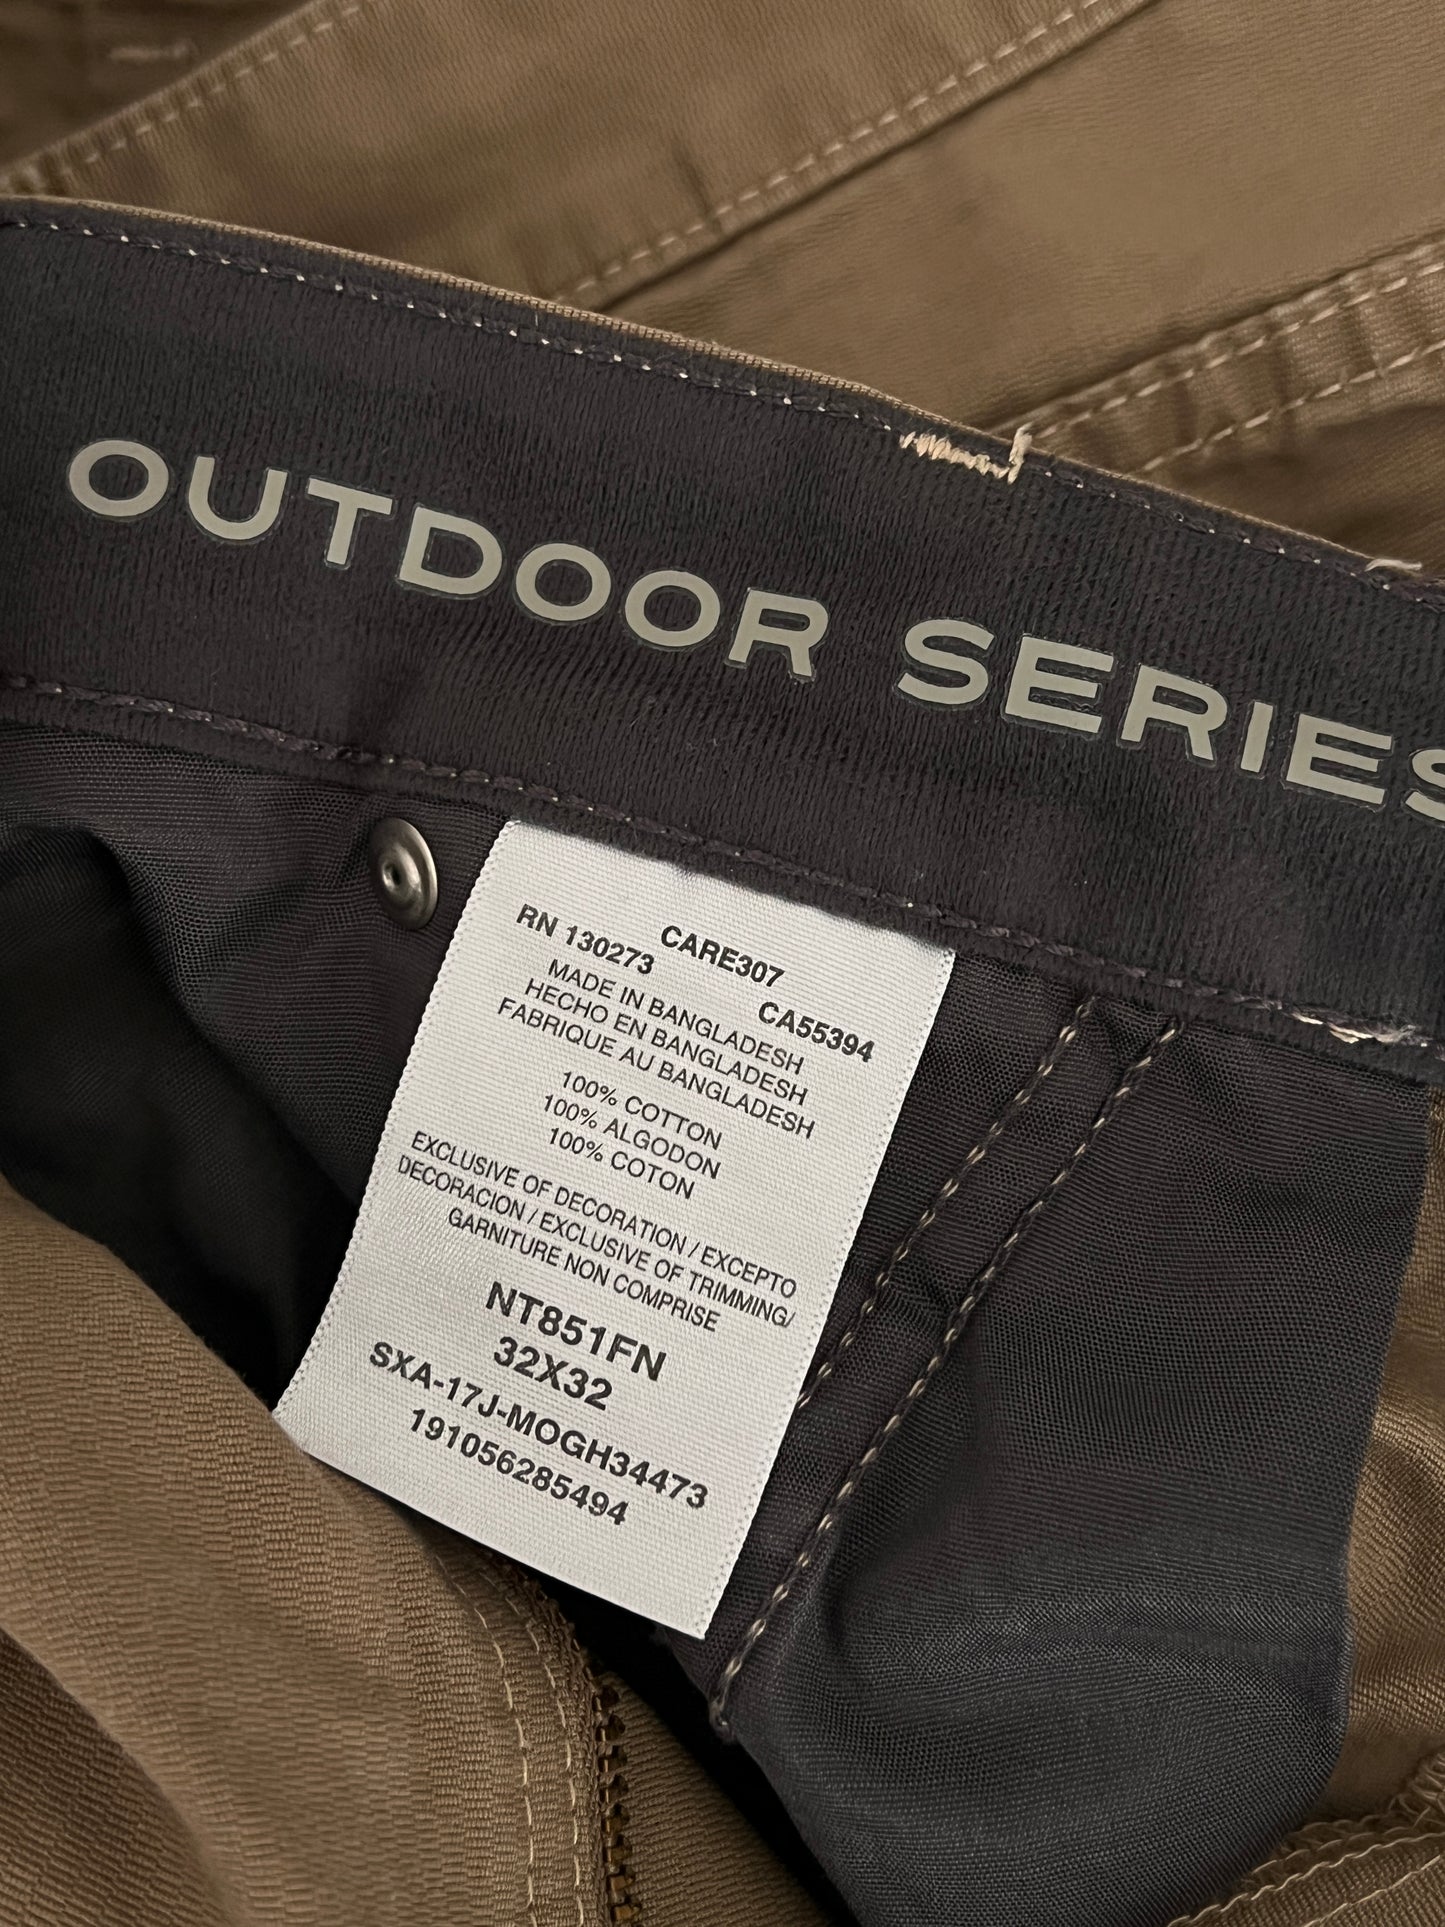 OUTDOOR SERIES
CARE307
RN 130273 CA55394
MADE IN BANGLADESH
HECHO EN BANGLADESH
FABRIQUE AU BANGLADESH
100% COTTON
100% ALGODON
100% COTON
EXCLUSIVE OF DECORATION / EXCEPTO
DECORACION / EXCLUSIVE OF TRIMMING/
GARNITURE NON COMPRISE
NT851FN
32X32
SXA-17J-MOGH34473
191056285494